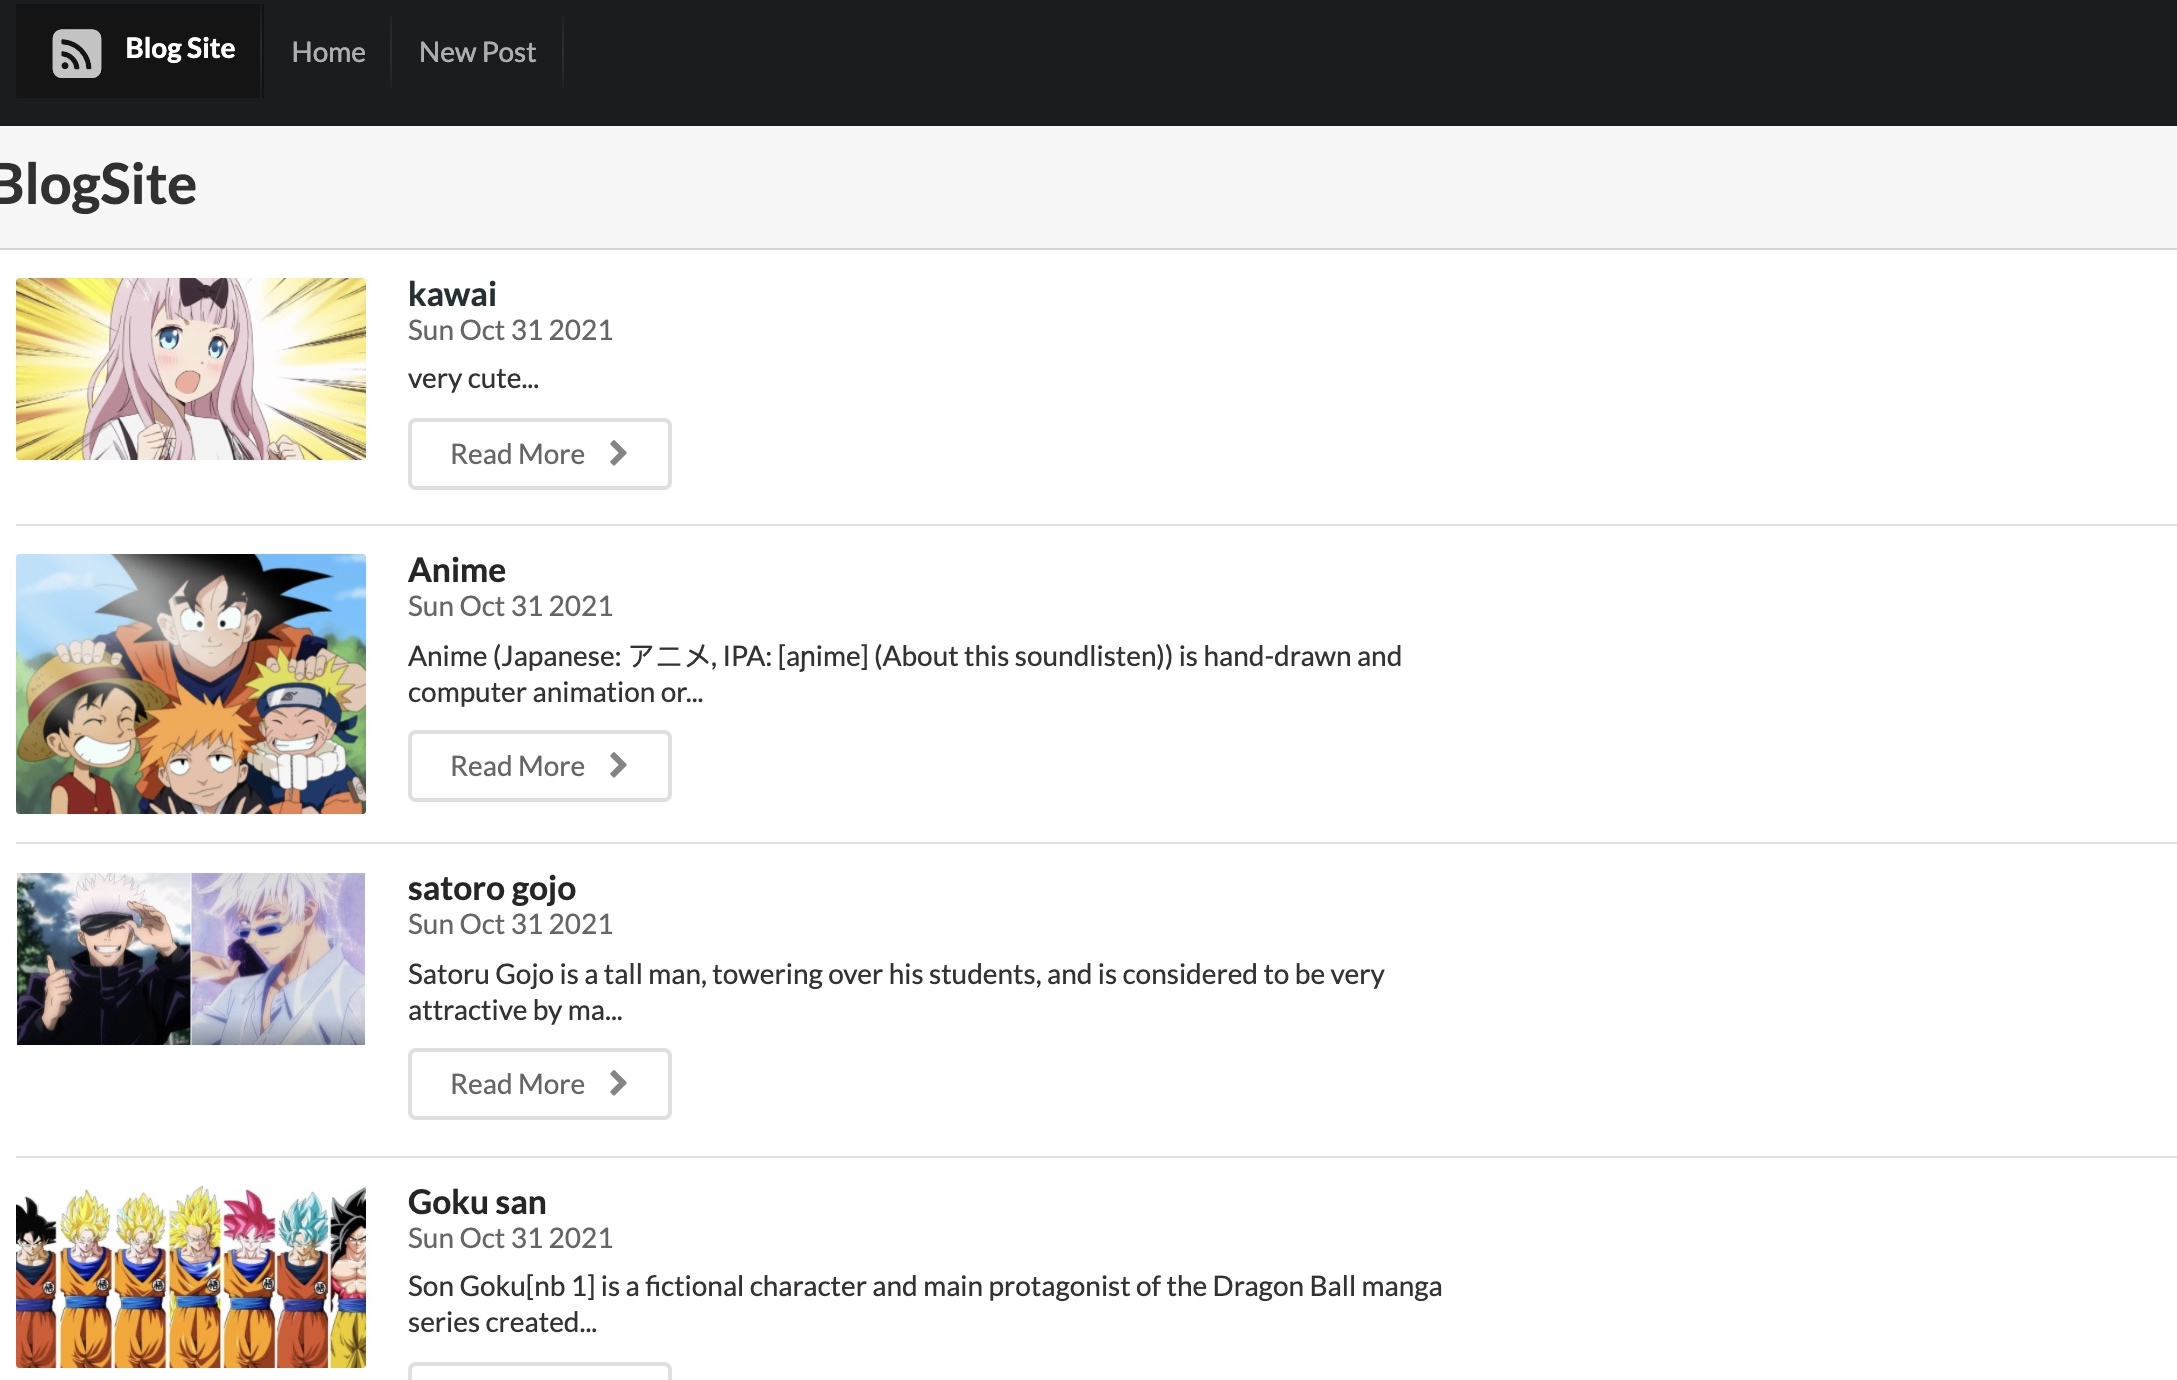 Blog Site
Home
New Post
BlogSite
kawai
Sun Oct 31 2021
very cute...
Read More
Anime
Sun Oct 31 2021
Anime (Japanese: アニメ, IPA: [aɲime] (About this soundlisten)) is hand-drawn and
computer animation or...
Read More
satoro gojo
Sun Oct 31 2021
Satoru Gojo is a tall man, towering over his students, and is considered to be very
attractive by ma...
Read More
Goku san
Sun Oct 31 2021
Son Goku[nb 1] is a fictional character and main protagonist of the Dragon Ball manga
series created...